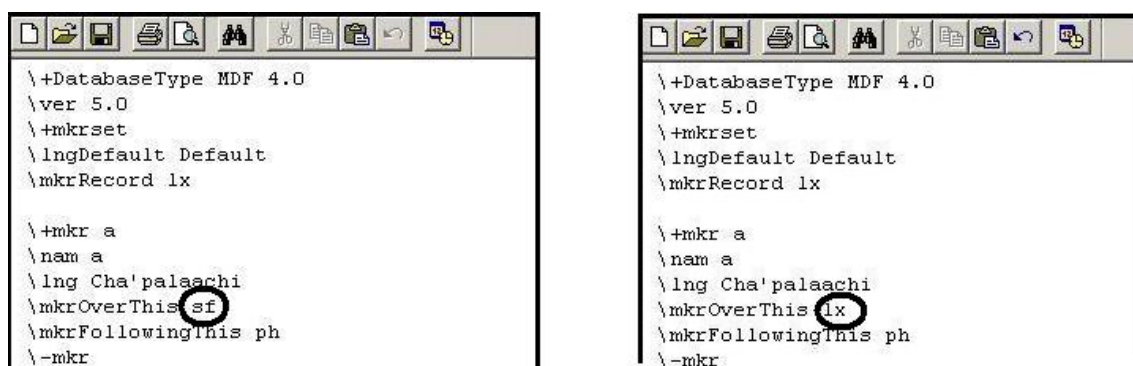 \+DatabaseType MDF 4.0
\ver 5.0
\+mkrset
\lngDefault Default
\mkrRecord lx
\+mkr a
\nam a
\lng Cha'palaachi
\mkrOverThis sf
\mkrFollowingThis ph
\-mkr
\+DatabaseType MDF 4.0
\ver 5.0
\+mkrset
\lngDefault Default
\mkrRecord lx
\+mkr a
\nam a
\lng Cha'palaachi
\mkrOverThis lx
\mkrFollowingThis ph
\-mkr